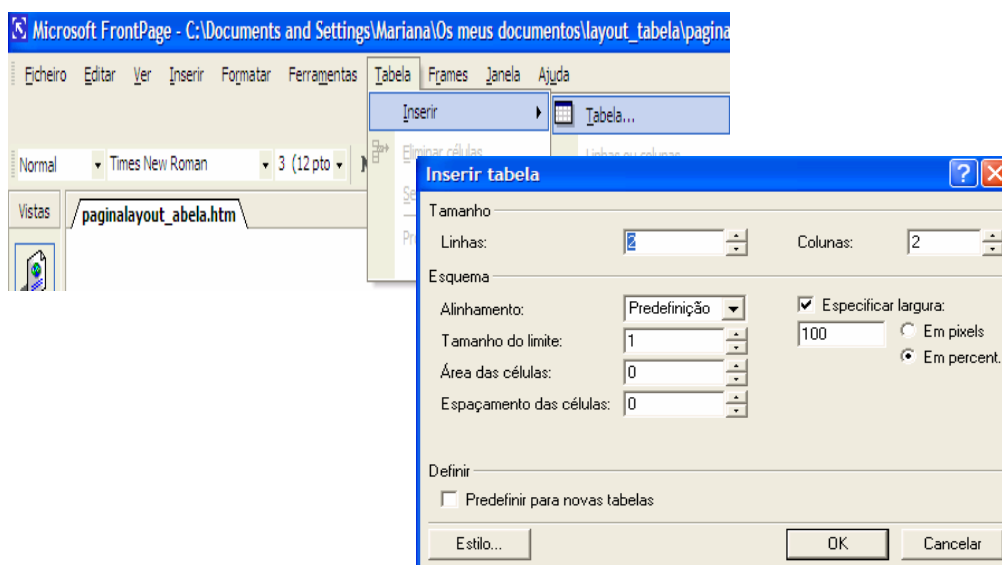 Microsoft FrontPage - C:\Documents and Settings\Mariana\Os meus documentos\layout_tabela\pagina
Ficheiro Editar Ver Inserir Formatar Ferramentas Tabela Frames Janela Ajuda
Inserir
Tabela...
Eliminar células
Linhas ou colunas
Normal Times New Roman 3 (12 pto
Vistas paginalayout_abela.htm
Inserir tabela
Tamanho
Linhas: 2 Colunas: 2
Esquema
Alinhamento: Predefinição Especificar largura:
Tamanho do limite: 1 100 Em pixels
Área das células: 0 Em percent.
Espaçamento das células: 0
Definir
Predefinir para novas tabelas
Estilo... OK Cancelar